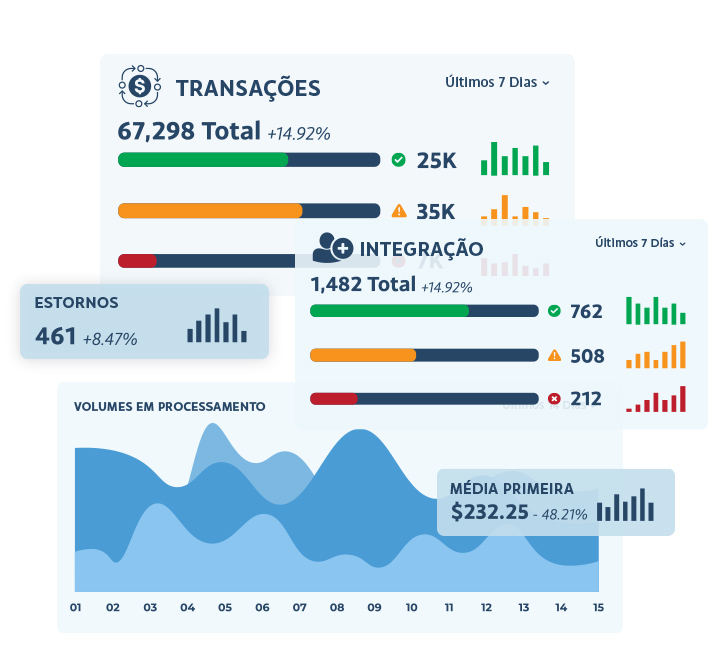 TRANSAÇÕES
Últimos 7 Dias
67,298 Total +14.92%
25K
35K
7K
INTEGRAÇÃO
Últimos 7 Días
1,482 Total +14.92%
762
508
212
ESTORNOS
461 +8.47%
VOLUMES EM PROCESSAMENTO
Últimos 14 Dias
MÉDIA PRIMEIRA
$232.25 - 48.21%
01 02 03 04 05 06 07 08 09 10 11 12 13 14 15